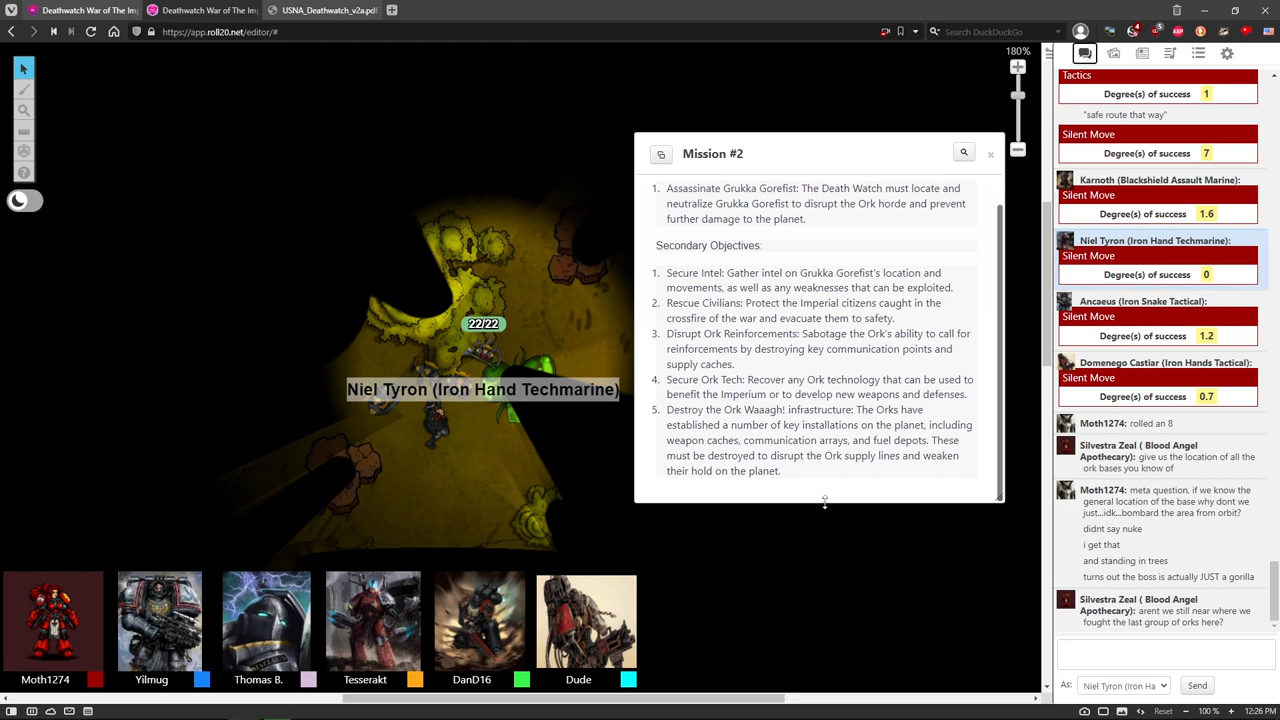 Deatchwatch War of The Im
Deatchwatch War of The Im
USNA_Deathwatch_v2a.pdf
https://app.roll20.net/editor/#
Search DuckDuckGo
180%
Mission #2
1. Assassinate Grukka Gorefist: The Death Watch must locate and
neutralize Grukka Gorefist to disrupt the Ork horde and prevent
further damage to the planet.
Secondary Objectives:
1. Secure Intel: Gather intel on Grukka Gorefist's location and
movements, as well as any weaknesses that can be exploited.
2. Rescue Civilians: Protect the Imperial citizens caught in the
crossfire of the war and evacuate them to safety.
3. Disrupt Ork Reinforcements: Sabotage the Ork's ability to call for
reinforcements by destroying key communication points and
supply caches.
4. Secure Ork Tech: Recover any Ork technology that can be used to
benefit the Imperium or to develop new weapons and defenses.
5. Destroy the Ork Waaagh! infrastructure: The Orks have
established a number of key installations on the planet, including
weapon caches, communication arrays, and fuel depots. These
must be destroyed to disrupt the Ork supply lines and weaken
their hold on the planet.
22/22
Niel Tyron (Iron Hand Techmarine)
Moth1274
Yilmug
Thomas B.
Tesserakt
DanD16
Dude
Tactics
Degree(s) of success 1
"safe route that way"
Silent Move
Degree(s) of success 7
Karnoth (Blackshield Assault Marine):
Silent Move
Degree(s) of success 1.6
Niel Tyron (Iron Hand Techmarine):
Silent Move
Degree(s) of success 0
Ancaeus (Iron Snake Tactical):
Silent Move
Degree(s) of success 1.2
Domenego Castiar (Iron Hands Tactical):
Silent Move
Degree(s) of success 0.7
Moth1274: rolled an 8
Silvestra Zeal ( Blood Angel
Apothecary): give us the location of all the
ork bases you know of
Moth1274: meta question, if we know the
general location of the base why dont we
just...idk...bombard the area from orbit?
didnt say nuke
i get that
and standing in trees
turns out the boss is actually JUST a gorilla
Silvestra Zeal ( Blood Angel
Apothecary): arent we still near where we
fought the last group of orks here?
As: Niel Tyron (Iron Ha
Send
Reset
100 %
12:26 PM